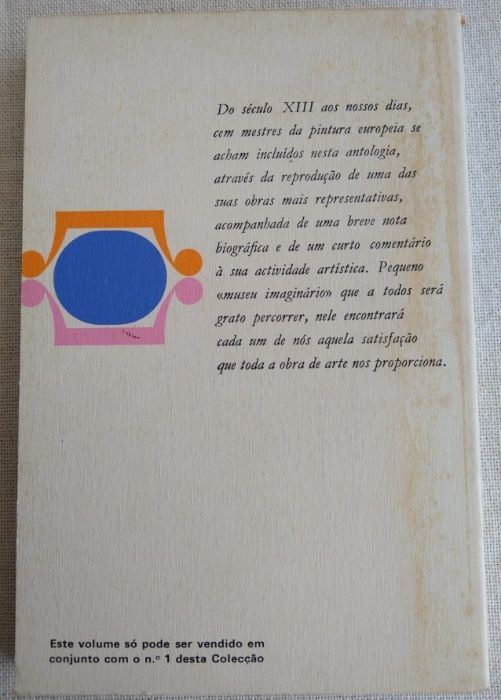 Do século XIII aos nossos dias,
cem mestres da pintura europeia se
acham incluídos nesta antologia,
através da reprodução de uma das
suas obras mais representativas,
acompanhada de uma breve nota
biográfica e de um curto comentário
à sua actividade artística. Pequeno
«museu imaginário» que a todos será
grato percorrer, nele encontrará
cada um de nós aquela satisfação
que toda a obra de arte nos proporciona.
Este volume só pode ser vendido em
conjunto com o n.º 1 desta Colecção